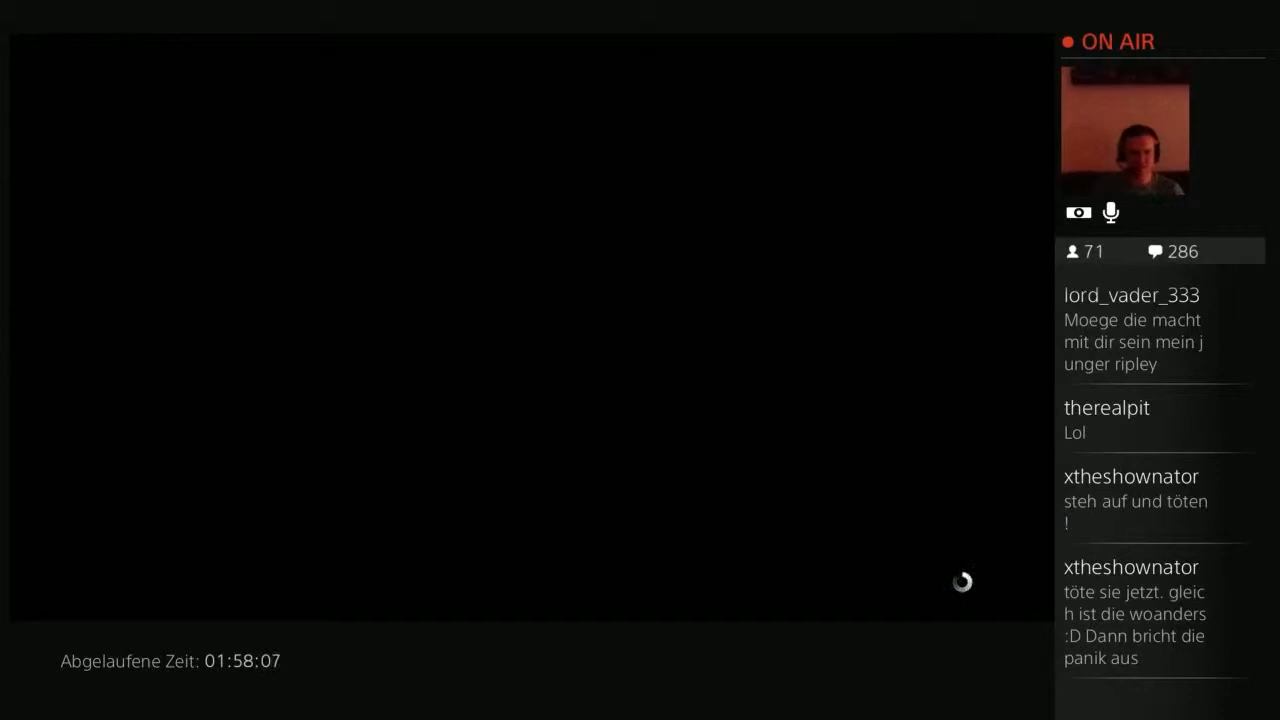 ON AIR
71 286
lord_vader_333
Moege die macht
mit dir sein mein j
unger ripley
therealpit
Lol
xtheshownator
steh auf und töten
!
xtheshownator
töte sie jetzt. gleic
h ist die woanders
:D Dann bricht die
panik aus
Abgelaufene Zeit: 01:58:07